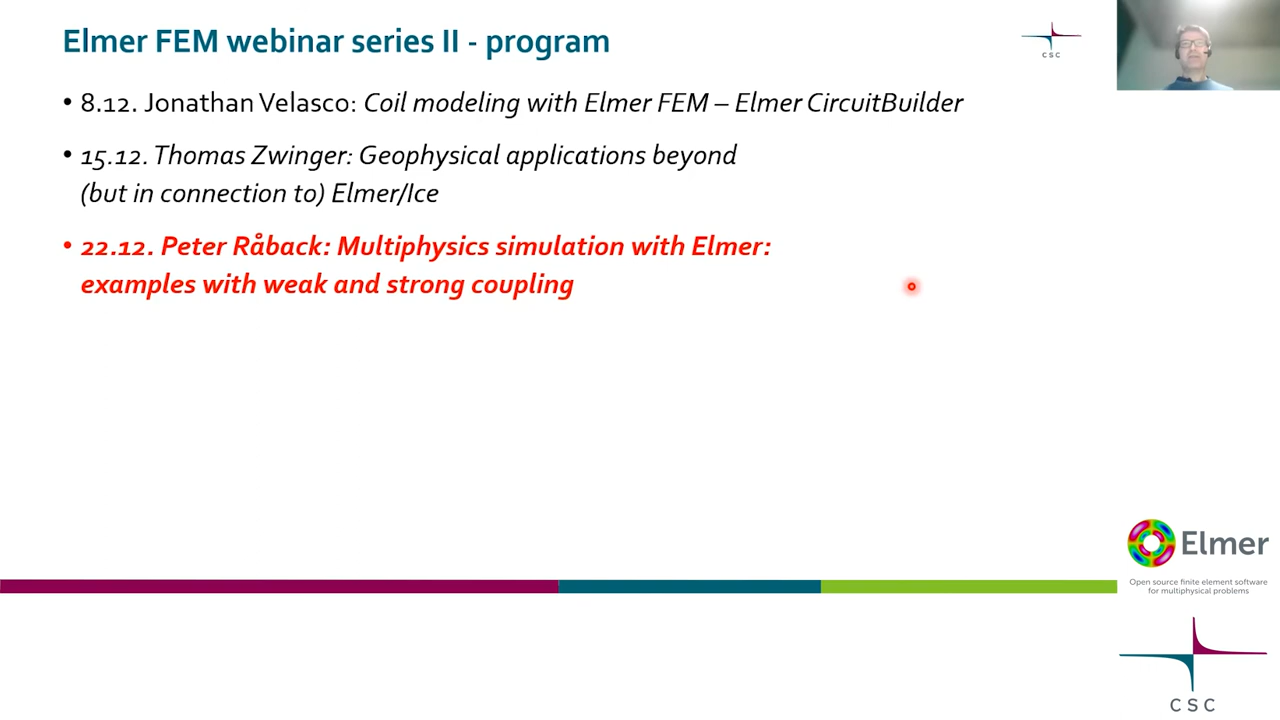 Elmer FEM webinar series II - program
CSC
• 8.12. Jonathan Velasco: Coil modeling with Elmer FEM – Elmer CircuitBuilder
• 15.12. Thomas Zwinger: Geophysical applications beyond
(but in connection to) Elmer/Ice
• 22.12. Peter Råback: Multiphysics simulation with Elmer:
examples with weak and strong coupling
Elmer
Open source finite element software
for multiphysical problems
CSC